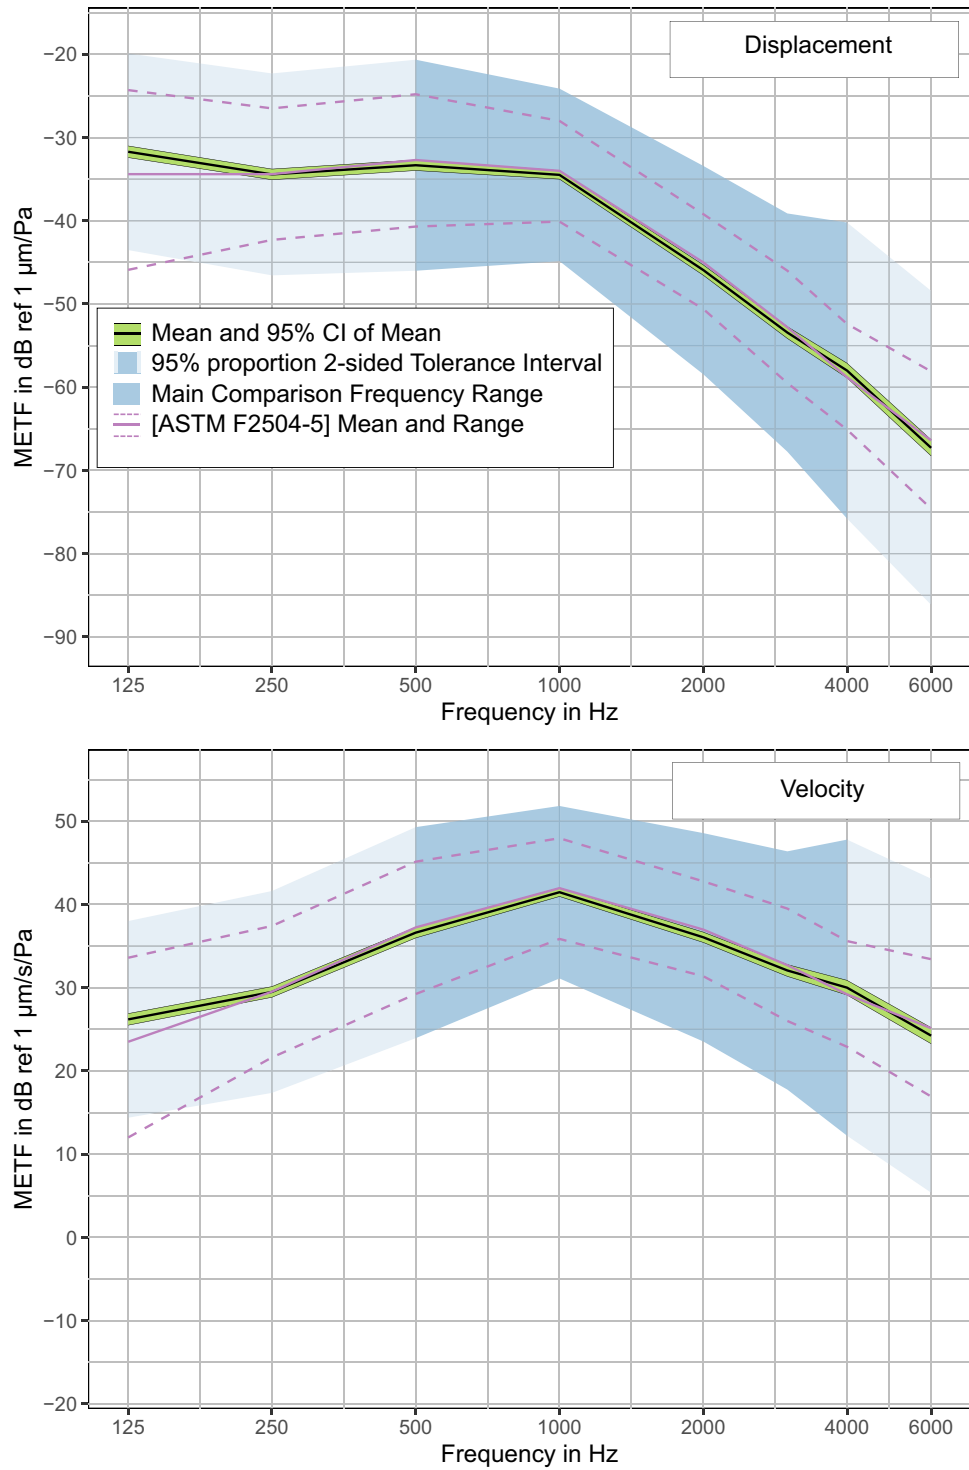 Displacement
METF in dB ref 1 μm/Pa
−20
−30
−40
−50
−60
−70
−80
−90
Mean and 95% CI of Mean
95% proportion 2-sided Tolerance Interval
Main Comparison Frequency Range
[ASTM F2504-5] Mean and Range
125 250 500 1000 2000 4000 6000
Frequency in Hz
Velocity
METF in dB ref 1 μm/s/Pa
50
40
30
20
10
0
−10
−20
125 250 500 1000 2000 4000 6000
Frequency in Hz